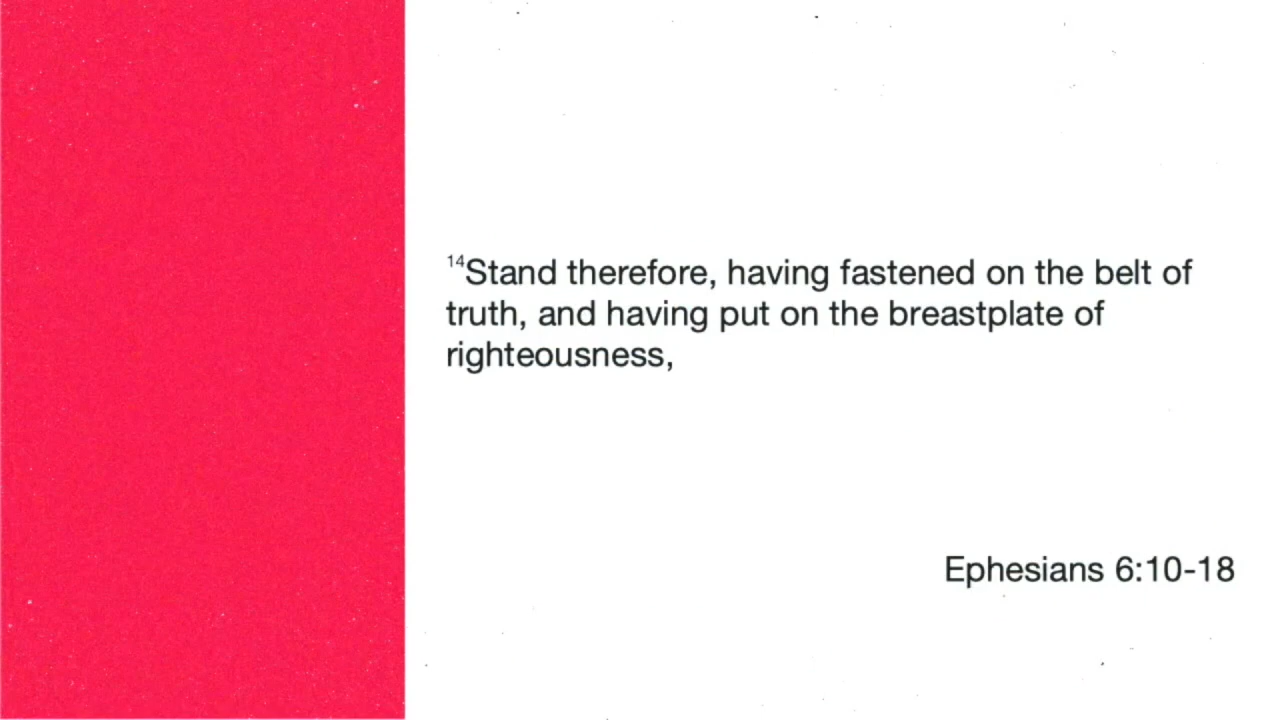 14Stand therefore, having fastened on the belt of
truth, and having put on the breastplate of
righteousness,
Ephesians 6:10-18